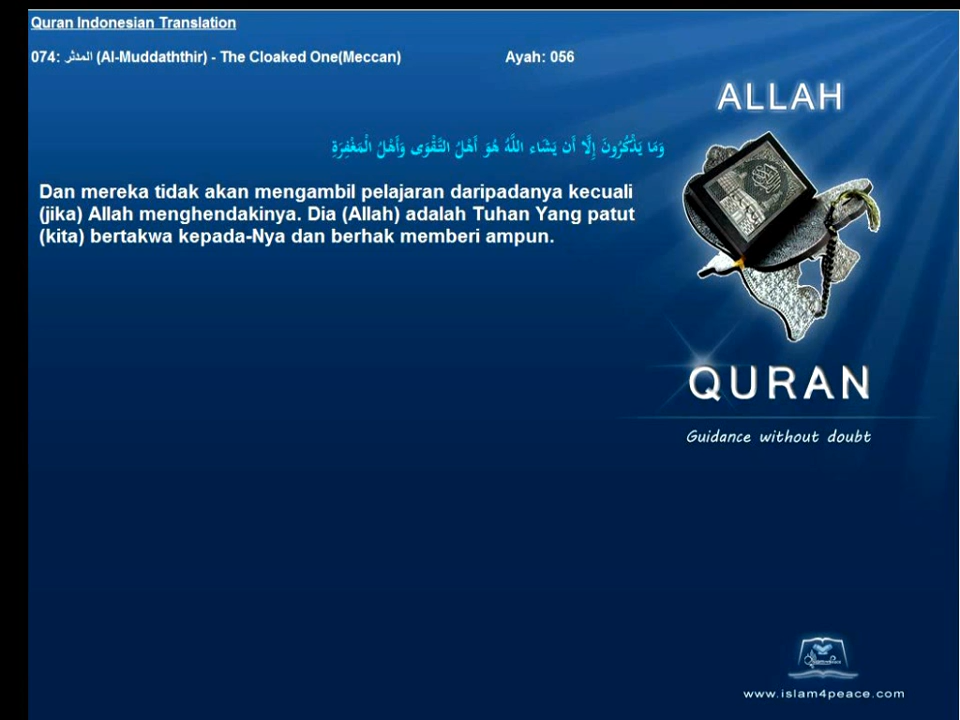 Quran Indonesian Translation
074: المدثر (Al-Muddaththir) - The Cloaked One(Meccan) Ayah: 056
ALLAH
وَمَا يَذْكُرُونَ إِلَّا أَن يَشَاء اللَّهُ هُوَ أَهْلُ التَّقْوَى وَأَهْلُ الْمَغْفِرَةِ
Dan mereka tidak akan mengambil pelajaran daripadanya kecuali
(jika) Allah menghendakinya. Dia (Allah) adalah Tuhan Yang patut
(kita) bertakwa kepada-Nya dan berhak memberi ampun.
QURAN
Guidance without doubt
www.islam4peace.com